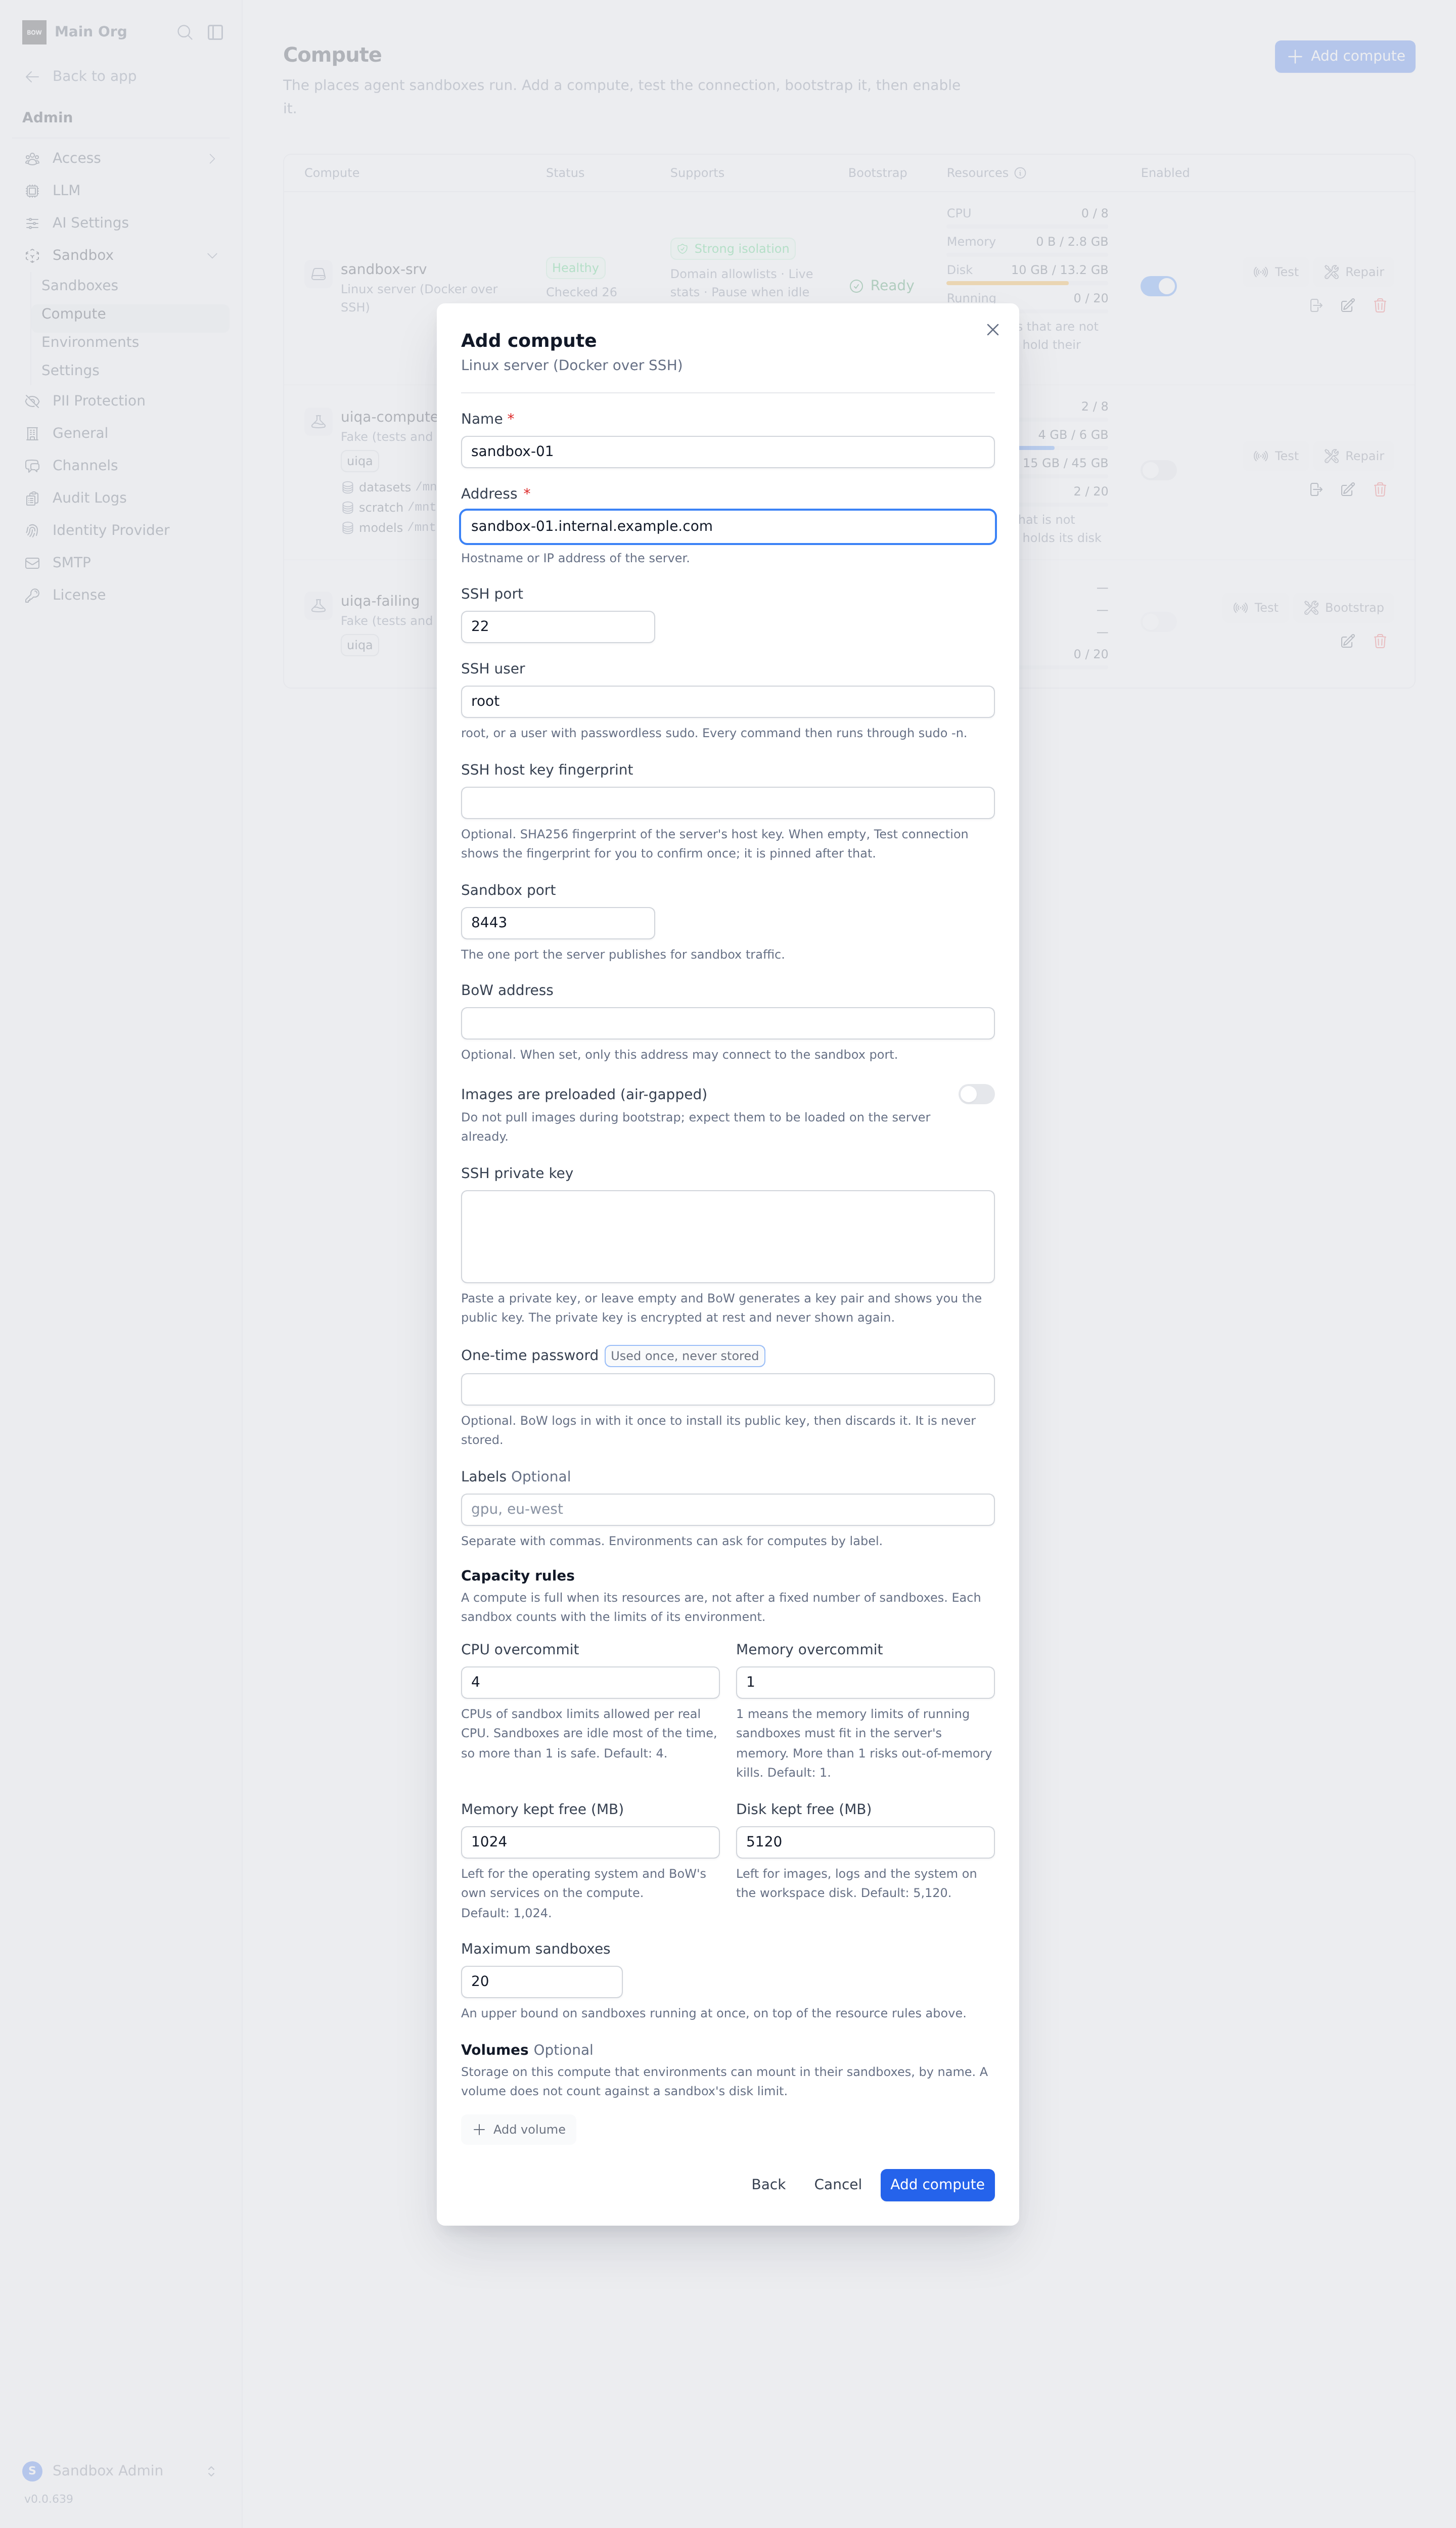 BOW Main Org
Back to app
Admin
Access
LLM
AI Settings
Sandbox
Sandboxes
Compute
Environments
Settings
PII Protection
General
Channels
Audit Logs
Identity Provider
SMTP
License
Sandbox Admin
S
v0.0.639
Compute
Add compute
The places agent sandboxes run. Add a compute, test the connection, bootstrap it, then enable
it.
Compute Status Supports Bootstrap Resources Enabled
sandbox-srv
Linux server (Docker over
SSH)
Healthy
Checked 26
Strong isolation
Domain allowlists · Live
stats · Pause when idle
Ready
CPU 0 / 8
Memory 0 B / 2.8 GB
Disk 10 GB / 13.2 GB
Running 0 / 20
that are not
hold their
Test Repair
uiqa-compute
Fake (tests and
uiqa
datasets
scratch
models
2 / 8
4 GB / 6 GB
15 GB / 45 GB
2 / 20
hat is not
holds its disk
Test Repair
uiqa-failing
Fake (tests and
uiqa
—
—
—
0 / 20
Test Bootstrap
Add compute
Linux server (Docker over SSH)
Name *
sandbox-01
Address *
sandbox-01.internal.example.com
Hostname or IP address of the server.
SSH port
22
SSH user
root
root, or a user with passwordless sudo. Every command then runs through sudo -n.
SSH host key fingerprint
Optional. SHA256 fingerprint of the server's host key. When empty, Test connection
shows the fingerprint for you to confirm once; it is pinned after that.
Sandbox port
8443
The one port the server publishes for sandbox traffic.
BoW address
Optional. When set, only this address may connect to the sandbox port.
Images are preloaded (air-gapped)
Do not pull images during bootstrap; expect them to be loaded on the server
already.
SSH private key
Paste a private key, or leave empty and BoW generates a key pair and shows you the
public key. The private key is encrypted at rest and never shown again.
One-time password Used once, never stored
Optional. BoW logs in with it once to install its public key, then discards it. It is never
stored.
Labels Optional
gpu, eu-west
Separate with commas. Environments can ask for computes by label.
Capacity rules
A compute is full when its resources are, not after a fixed number of sandboxes. Each
sandbox counts with the limits of its environment.
CPU overcommit
4
CPUs of sandbox limits allowed per real
CPU. Sandboxes are idle most of the time,
so more than 1 is safe. Default: 4.
Memory overcommit
1
1 means the memory limits of running
sandboxes must fit in the server's
memory. More than 1 risks out-of-memory
kills. Default: 1.
Memory kept free (MB)
1024
Left for the operating system and BoW's
own services on the compute.
Default: 1,024.
Disk kept free (MB)
5120
Left for images, logs and the system on
the workspace disk. Default: 5,120.
Maximum sandboxes
20
An upper bound on sandboxes running at once, on top of the resource rules above.
Volumes Optional
Storage on this compute that environments can mount in their sandboxes, by name. A
volume does not count against a sandbox's disk limit.
Add volume
Back Cancel Add compute